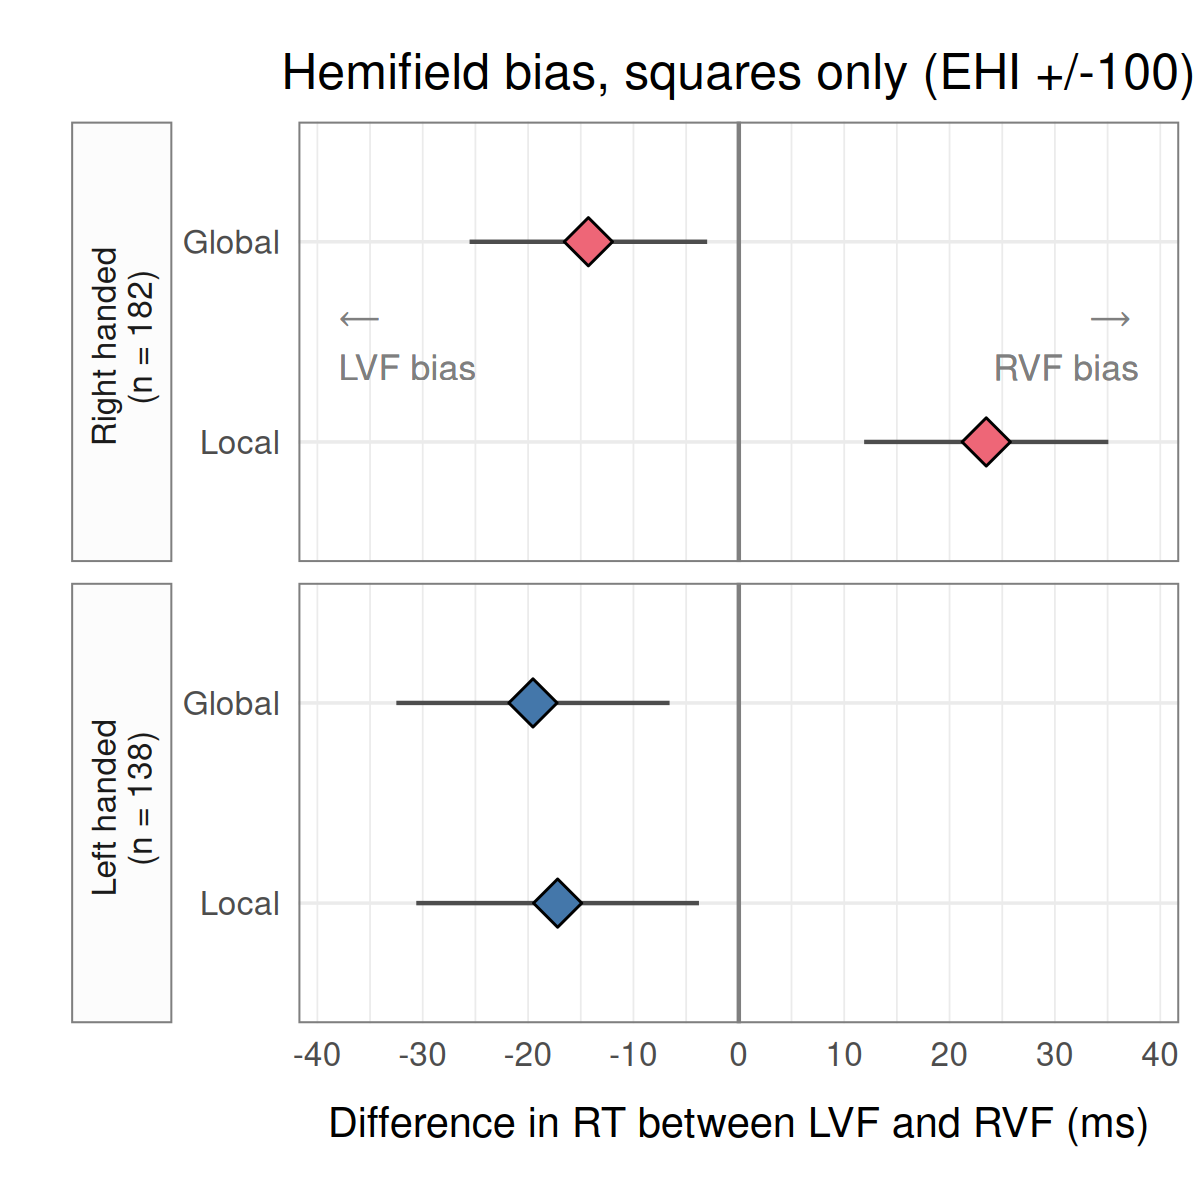 Hemifield bias, squares only (EHI +/-100)
Right handed
(n = 182)
Global
← →
LVF bias RVF bias
Local
Left handed
(n = 138)
Global
Local
-40 -30 -20 -10 0 10 20 30 40
Difference in RT between LVF and RVF (ms)